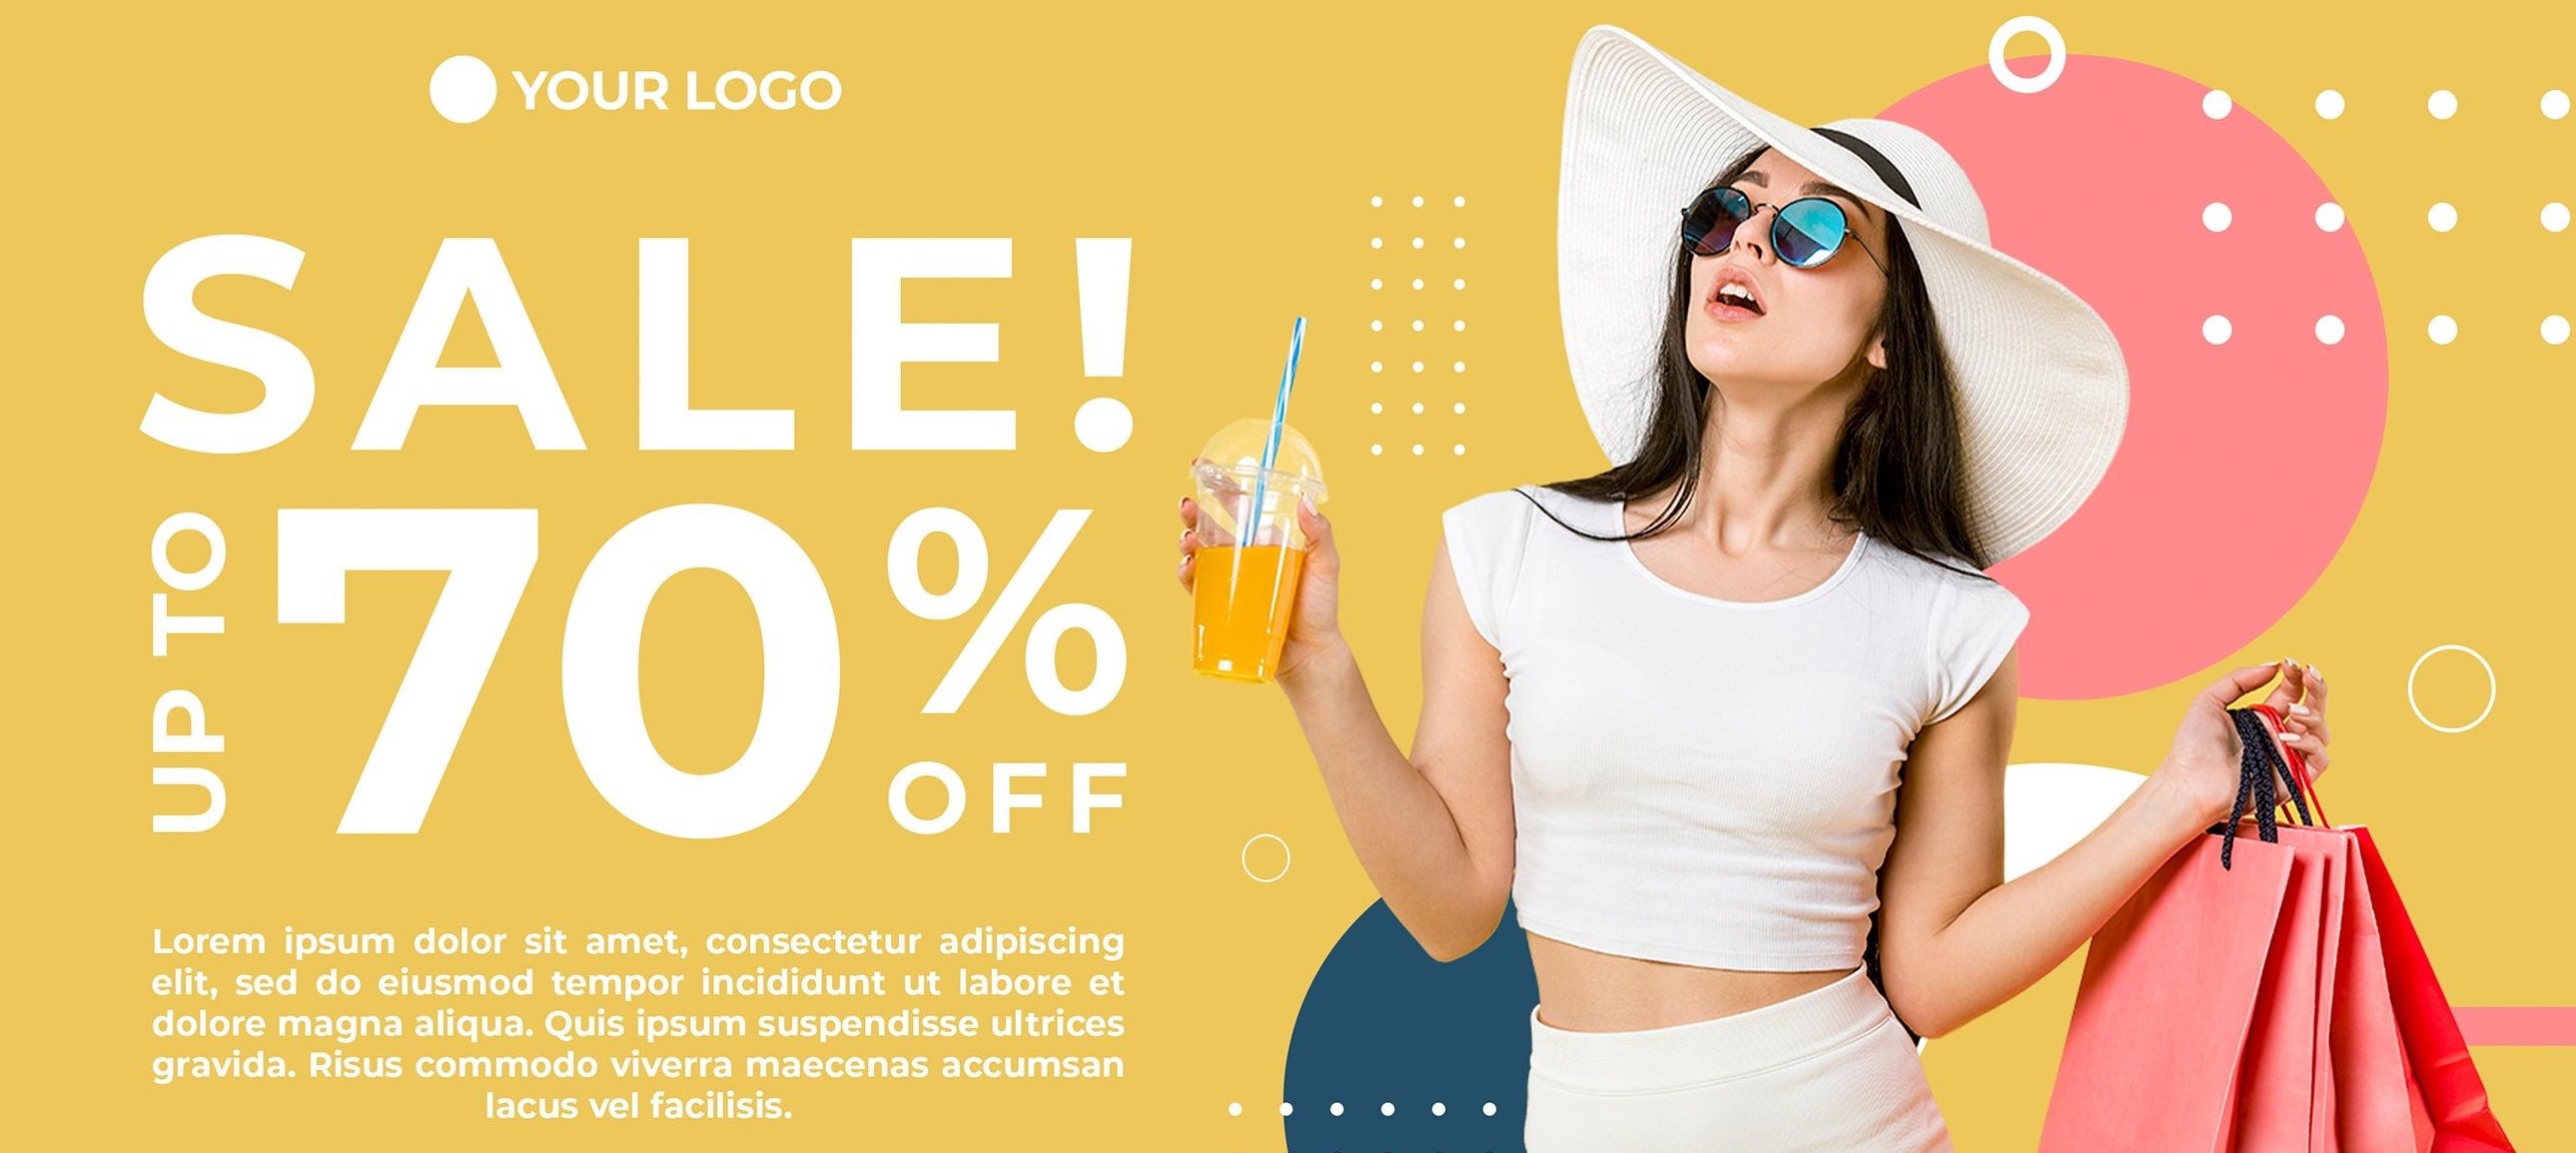 YOUR LOGO
SALE!
UP TO
70%
OFF
Lorem ipsum dolor sit amet, consectetur adipiscing
elit, sed do eiusmod tempor incididunt ut labore et
dolore magna aliqua. Quis ipsum suspendisse ultrices
gravida. Risus commodo viverra maecenas accumsan
lacus vel facilisis.